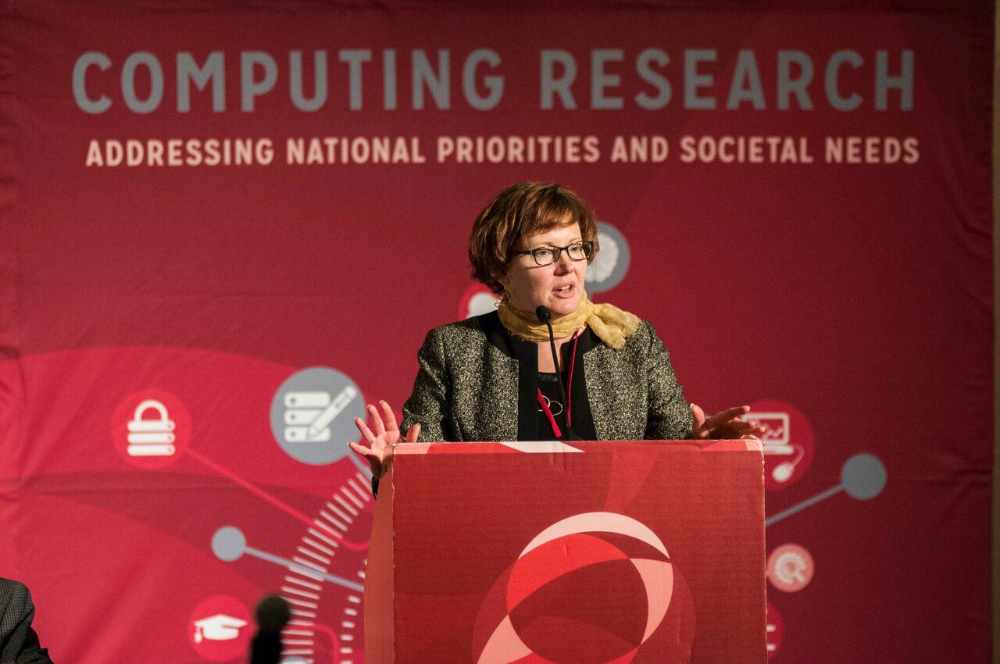 COMPUTING RESEARCH
ADDRESSING NATIONAL PRIORITIES AND SOCIETAL NEEDS